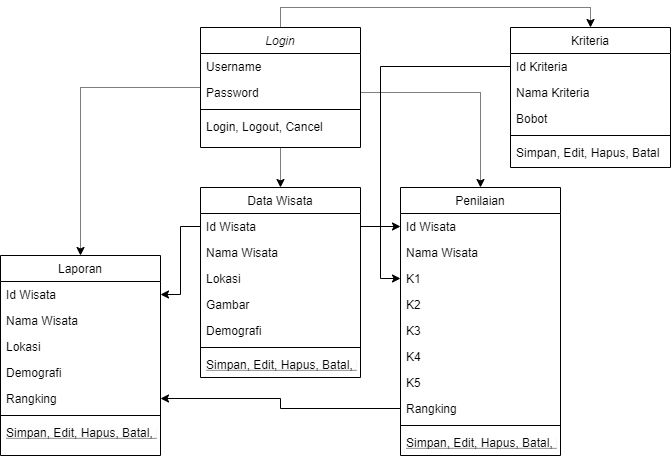 Login
Username
Password
Login, Logout, Cancel
Kriteria
Id Kriteria
Nama Kriteria
Bobot
Simpan, Edit, Hapus, Batal
Data Wisata
Id Wisata
Nama Wisata
Lokasi
Gambar
Demografi
Simpan, Edit, Hapus, Batal,
Penilaian
Id Wisata
Nama Wisata
K1
K2
K3
K4
K5
Rangking
Simpan, Edit, Hapus, Batal,
Laporan
Id Wisata
Nama Wisata
Lokasi
Demografi
Rangking
Simpan, Edit, Hapus, Batal,